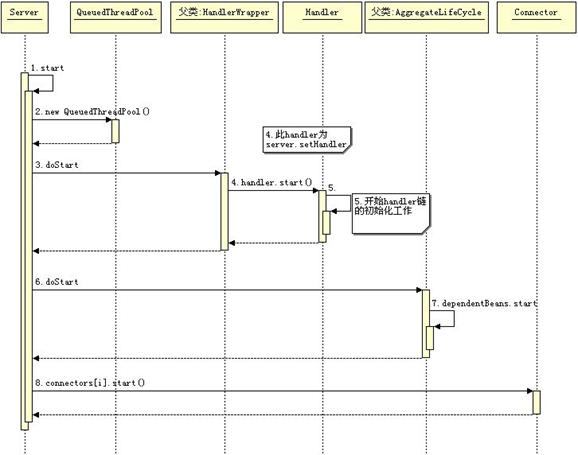 Server
QueuedThreadPool
父类:HandlerWrapper
Handler
父类:AggregateLifeCycle
Connector
1.start
2.new QueuedThreadPool()
4.此handler为
server.setHandler
3.doStart
4.handler.start()
5.
5.开始handler链
的初始化工作
6.doStart
7.dependentBeans.start
8.connectors[i].start()